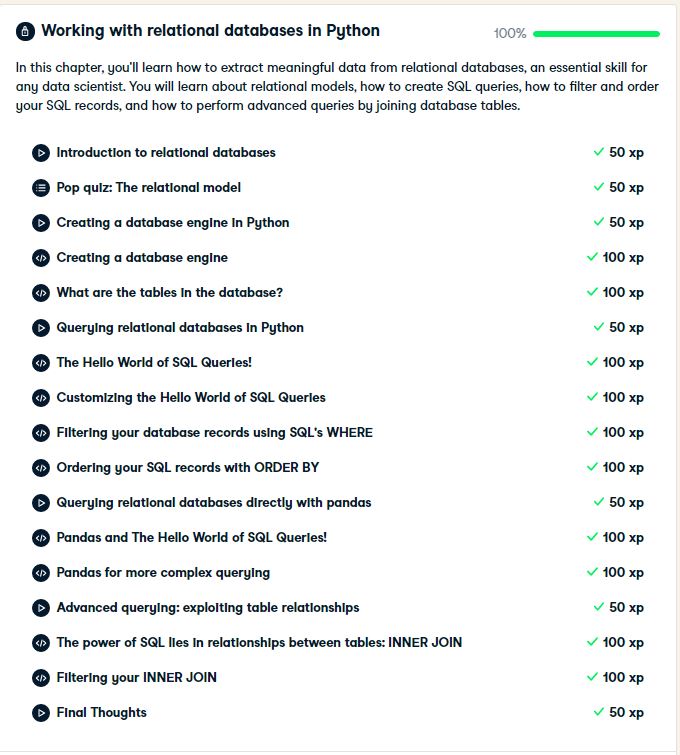 Working with relational databases in Python
100%
In this chapter, you'll learn how to extract meaningful data from relational databases, an essential skill for
any data scientist. You will learn about relational models, how to create SQL queries, how to filter and order
your SQL records, and how to perform advanced queries by joining database tables.
Introduction to relational databases 50 xp
Pop quiz: The relational model 50 xp
Creating a database engine in Python 50 xp
Creating a database engine 100 xp
What are the tables in the database? 100 xp
Querying relational databases in Python 50 xp
The Hello World of SQL Queries! 100 xp
Customizing the Hello World of SQL Queries 100 xp
Filtering your database records using SQL's WHERE 100 xp
Ordering your SQL records with ORDER BY 100 xp
Querying relational databases directly with pandas 50 xp
Pandas and The Hello World of SQL Queries! 100 xp
Pandas for more complex querying 100 xp
Advanced querying: exploiting table relationships 50 xp
The power of SQL lies in relationships between tables: INNER JOIN 100 xp
Filtering your INNER JOIN 100 xp
Final Thoughts 50 xp